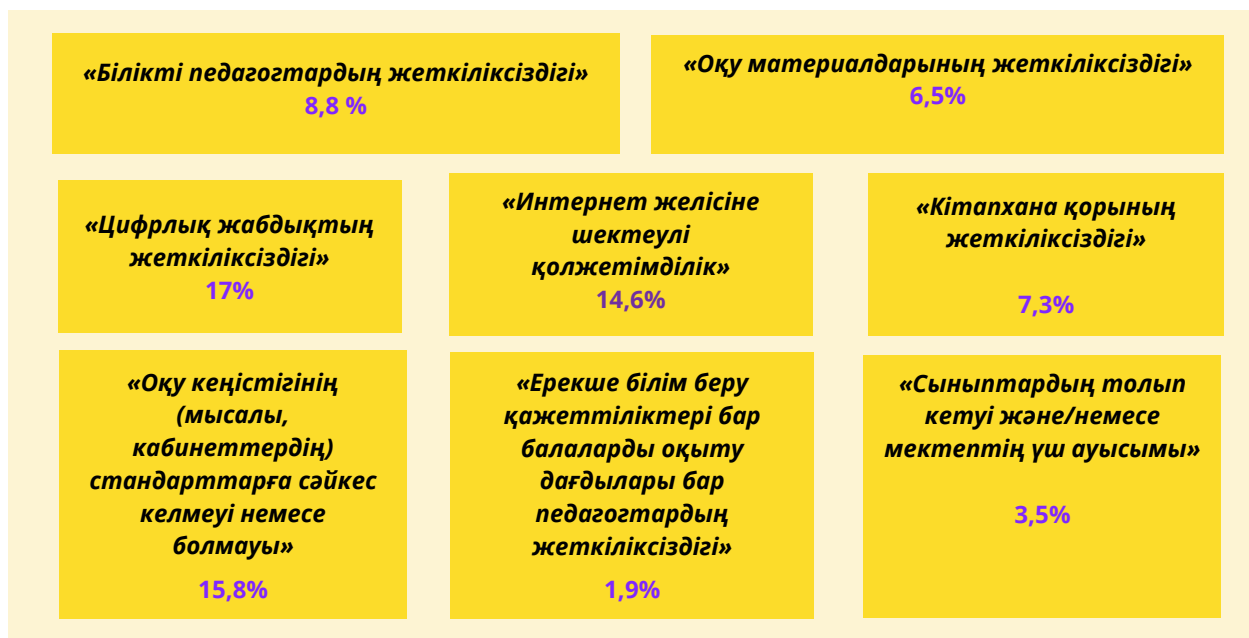 «Білікті педагогтардың жеткіліксіздігі»
8,8 %
«Оқу материалдарының жеткіліксіздігі»
6,5%
«Цифрлық жабдықтың
жеткіліксіздігі»
17%
«Интернет желісіне
шектеулі
қолжетімділік»
14,6%
«Кітапхана қорының
жеткіліксіздігі»
7,3%
«Оқу кеңістігінің
(мысалы,
кабинеттердің)
стандарттарға сәйкес
келмеуі немесе
болмауы»
15,8%
«Ерекше білім беру
қажеттіліктері бар
балаларды оқыту
дағдылары бар
педагогтардың
жеткіліксіздігі»
1,9%
«Сыныптардың толып
кетуі және/немесе
мектептің үш ауысымы»
3,5%